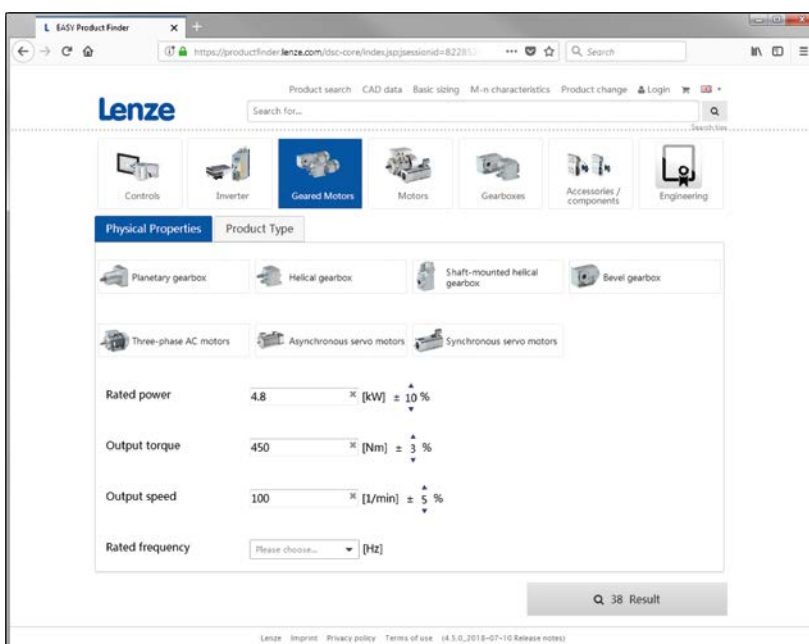 EASY Product Finder
https://productfinder.lenze.com/dsc-core/index.jsp;jsessionid=82285
Search
Product search CAD data Basic sizing M-n characteristics Product change Login
Lenze
Search for...
Search tips
Controls
Inverter
Geared Motors
Motors
Gearboxes
Accessories / components
Engineering
Physical Properties
Product Type
Planetary gearbox
Helical gearbox
Shaft-mounted helical gearbox
Bevel gearbox
Three-phase AC motors
Asynchronous servo motors
Synchronous servo motors
Rated power 4.8 [kW] ± 10 %
Output torque 450 [Nm] ± 3 %
Output speed 100 [1/min] ± 5 %
Rated frequency Please choose... [Hz]
38 Result
Lenze Imprint Privacy policy Terms of use (4.5.0_2018-07-10 Release notes)